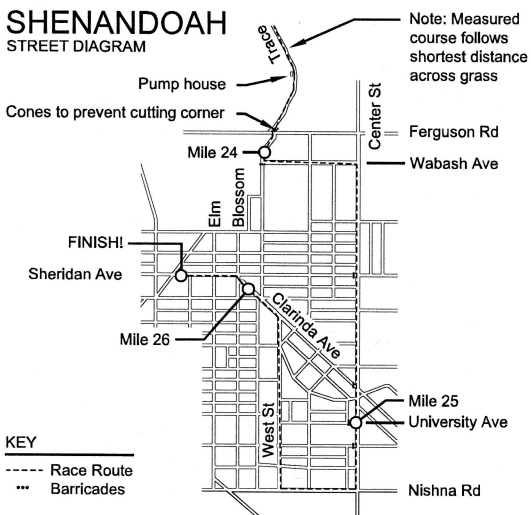 SHENANDOAH
STREET DIAGRAM
Note: Measured
course follows
shortest distance
across grass
Trace
Pump house
Center St
Cones to prevent cutting corner
Ferguson Rd
Mile 24
Wabash Ave
Elm
Blossom
FINISH!
Sheridan Ave
Clarinda Ave
Mile 26
West St
Mile 25
University Ave
KEY
Race Route
Barricades
Nishna Rd